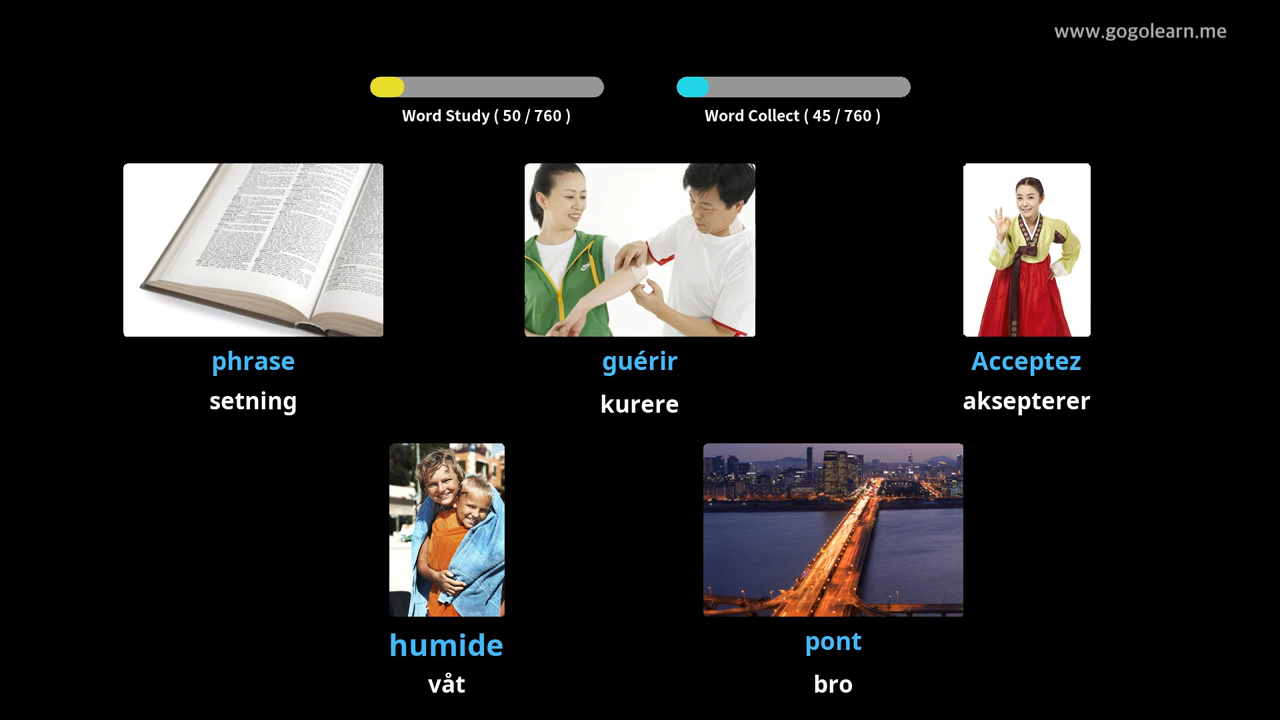 www.gogolearn.me
Word Study ( 50 / 760 )
Word Collect ( 45 / 760 )
phrase
setning
guérir
kurere
Acceptez
aksepterer
humide
våt
pont
bro